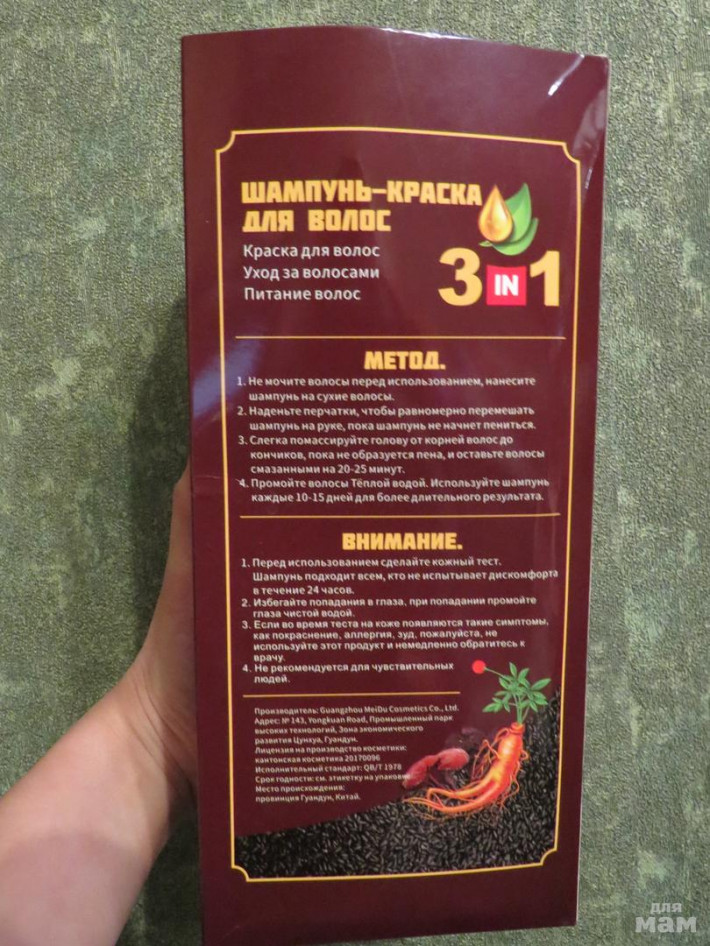 ШАМПУНЬ-КРАСКА
ДЛЯ ВОЛОС
Краска для волос
Уход за волосами
Питание волос
3 IN 1
МЕТОД.
1. Не мочите волосы перед использованием, нанесите
шампунь на сухие волосы.
2. Наденьте перчатки, чтобы равномерно перемешать
шампунь на руке, пока шампунь не начнет пениться.
3. Слегка помассируйте голову от корней волос до
кончиков, пока не образуется пена, и оставьте волосы
смазанными на 20-25 минут.
4. Промойте волосы Тёплой водой. Используйте шампунь
каждые 10-15 дней для более длительного результата.
ВНИМАНИЕ.
1. Перед использованием сделайте кожный тест.
Шампунь подходит всем, кто не испытывает дискомфорта
в течение 24 часов.
2. Избегайте попадания в глаза, при попадании промойте
глаза чистой водой.
3. Если во время теста на коже появляются такие симптомы,
как покраснение, аллергия, зуд, пожалуйста, не
используйте этот продукт и немедленно обратитесь к
врачу.
4. Не рекомендуется для чувствительных
людей.
Производитель: Guangzhou MeiDu Cosmetics Co., Ltd.
Адрес: № 143, Yongkuan Road, Промышленный парк
высоких технологий, Зона экономического
развития Цунхуа, Гуандун.
Лицензия на производство косметики:
кантонская косметика 20170096
Исполнительный стандарт: QB/T 1978
Срок годности: см. этикетку на упаковке
Место происхождения:
провинция Гуандун, Китай.
для
мам